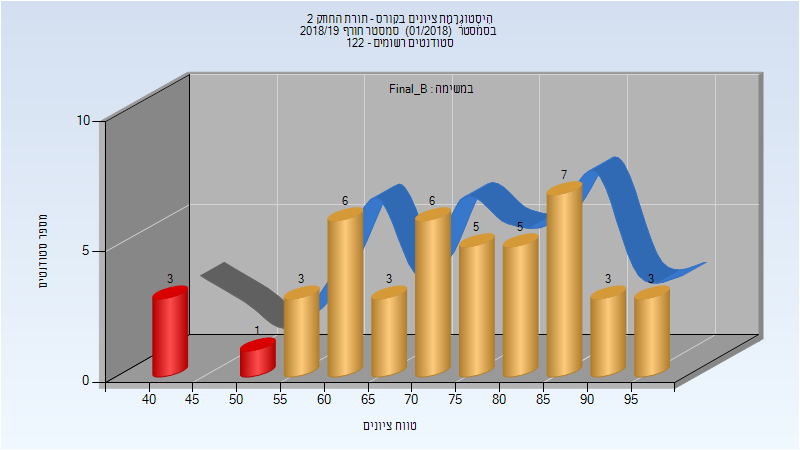 היסטוגרמת ציונים בקורס - תורת החוזק 2
בסמסטר (01/2018) סמסטר חורף 2018/19
סטודנטים רשומים - 122
במשימה : Final_B
מספר סטודנטים
10
5
0
3
1
3
6
3
6
5
5
7
3
3
40 45 50 55 60 65 70 75 80 85 90 95
טווח ציונים